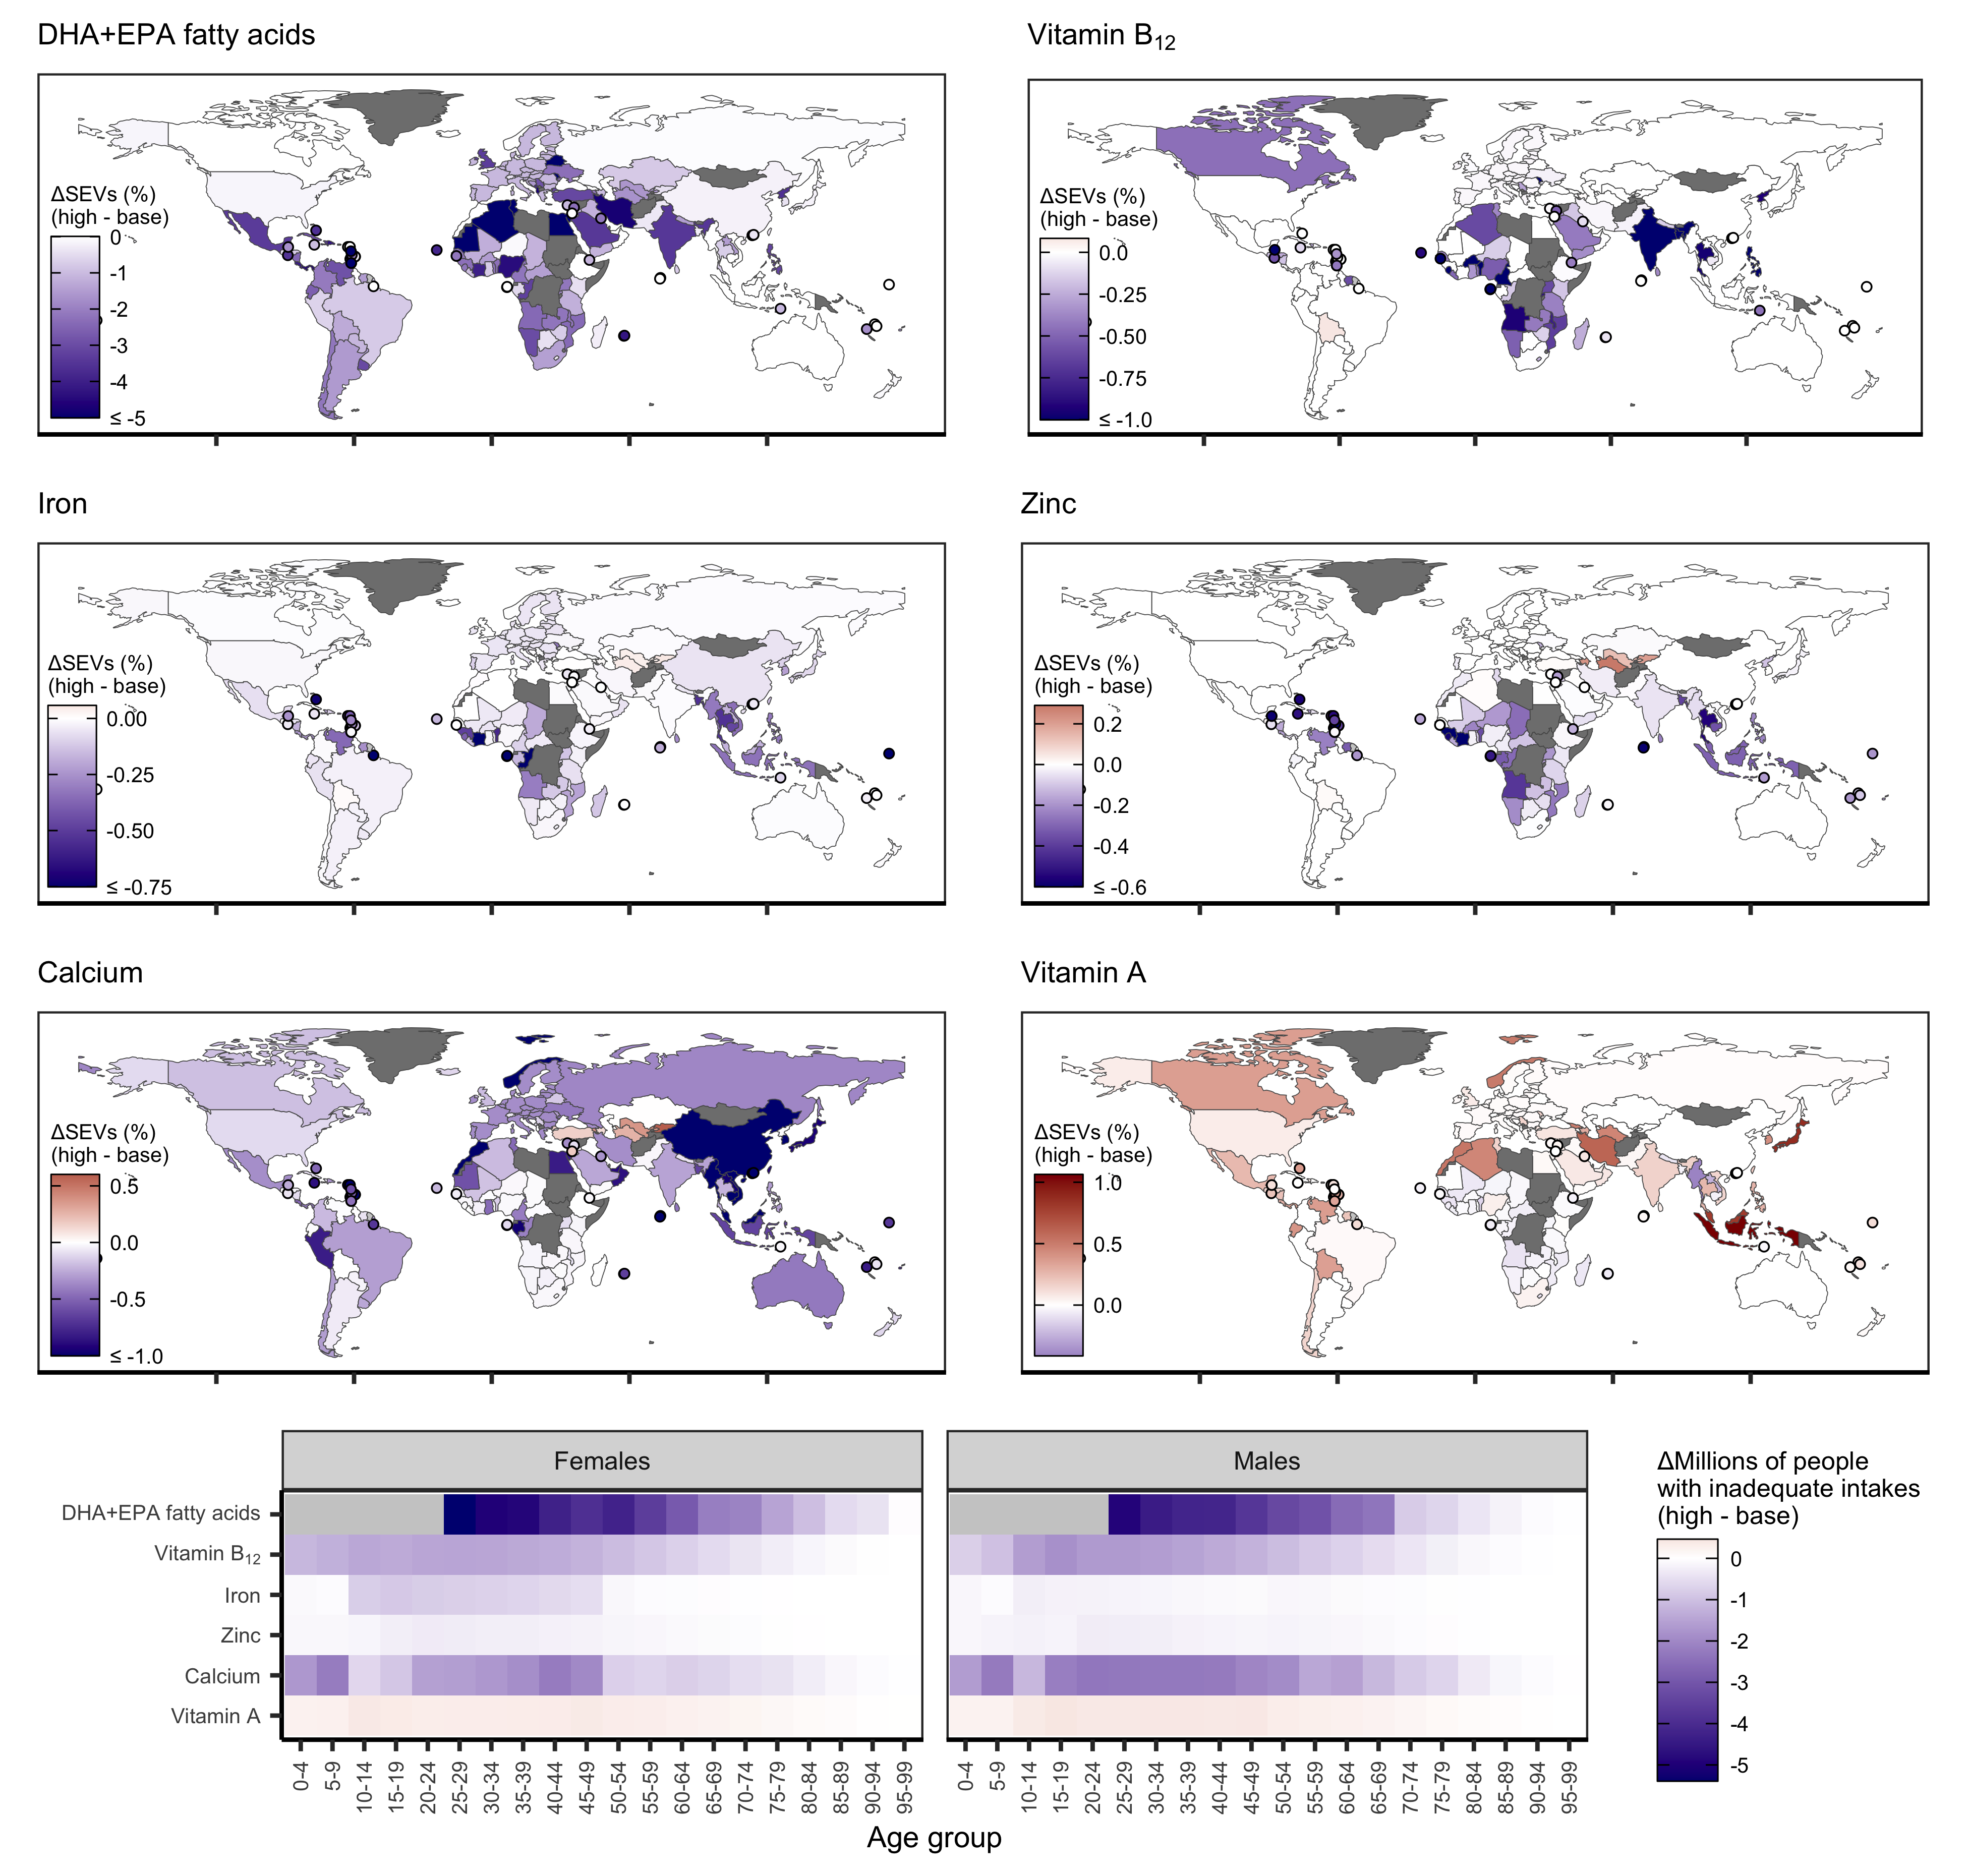 DHA+EPA fatty acids
ΔSEVs (%)
(high - base)
0
-1
-2
-3
-4
≤ -5
Vitamin B12
ΔSEVs (%)
(high - base)
0.0
-0.25
-0.50
-0.75
≤ -1.0
Iron
ΔSEVs (%)
(high - base)
0.00
-0.25
-0.50
≤ -0.75
Zinc
ΔSEVs (%)
(high - base)
0.2
0.0
-0.2
-0.4
≤ -0.6
Calcium
ΔSEVs (%)
(high - base)
0.5
0.0
-0.5
≤ -1.0
Vitamin A
ΔSEVs (%)
(high - base)
1.0
0.5
0.0
Females
Males
DHA+EPA fatty acids
Vitamin B12
Iron
Zinc
Calcium
Vitamin A
0-4
5-9
10-14
15-19
20-24
25-29
30-34
35-39
40-44
45-49
50-54
55-59
60-64
65-69
70-74
75-79
80-84
85-89
90-94
95-99
0-4
5-9
10-14
15-19
20-24
25-29
30-34
35-39
40-44
45-49
50-54
55-59
60-64
65-69
70-74
75-79
80-84
85-89
90-94
95-99
Age group
ΔMillions of people
with inadequate intakes
(high - base)
0
-1
-2
-3
-4
-5